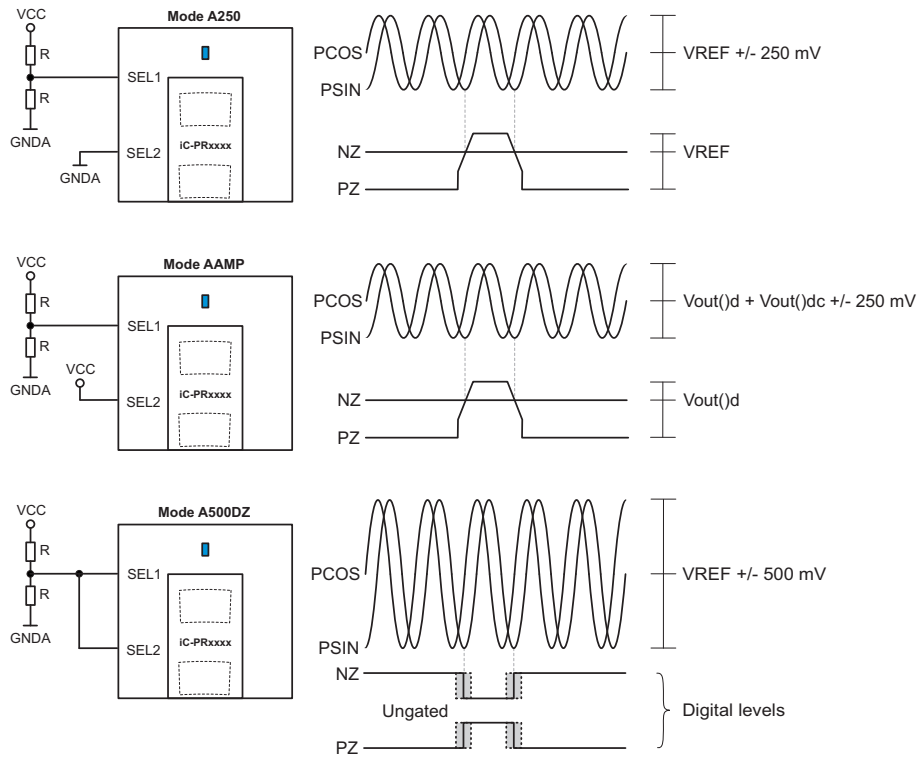 VCC
R
R
GNDA
GNDA
Mode A250
SEL1
SEL2
iC-PRxxxx
PCOS
PSIN
VREF +/- 250 mV
NZ
PZ
VREF
VCC
R
R
GNDA
VCC
Mode AAMP
SEL1
SEL2
iC-PRxxxx
PCOS
PSIN
Vout()d + Vout()dc +/- 250 mV
NZ
PZ
Vout()d
VCC
R
R
GNDA
Mode A500DZ
SEL1
SEL2
iC-PRxxxx
PCOS
PSIN
VREF +/- 500 mV
NZ
Ungated
PZ
Digital levels